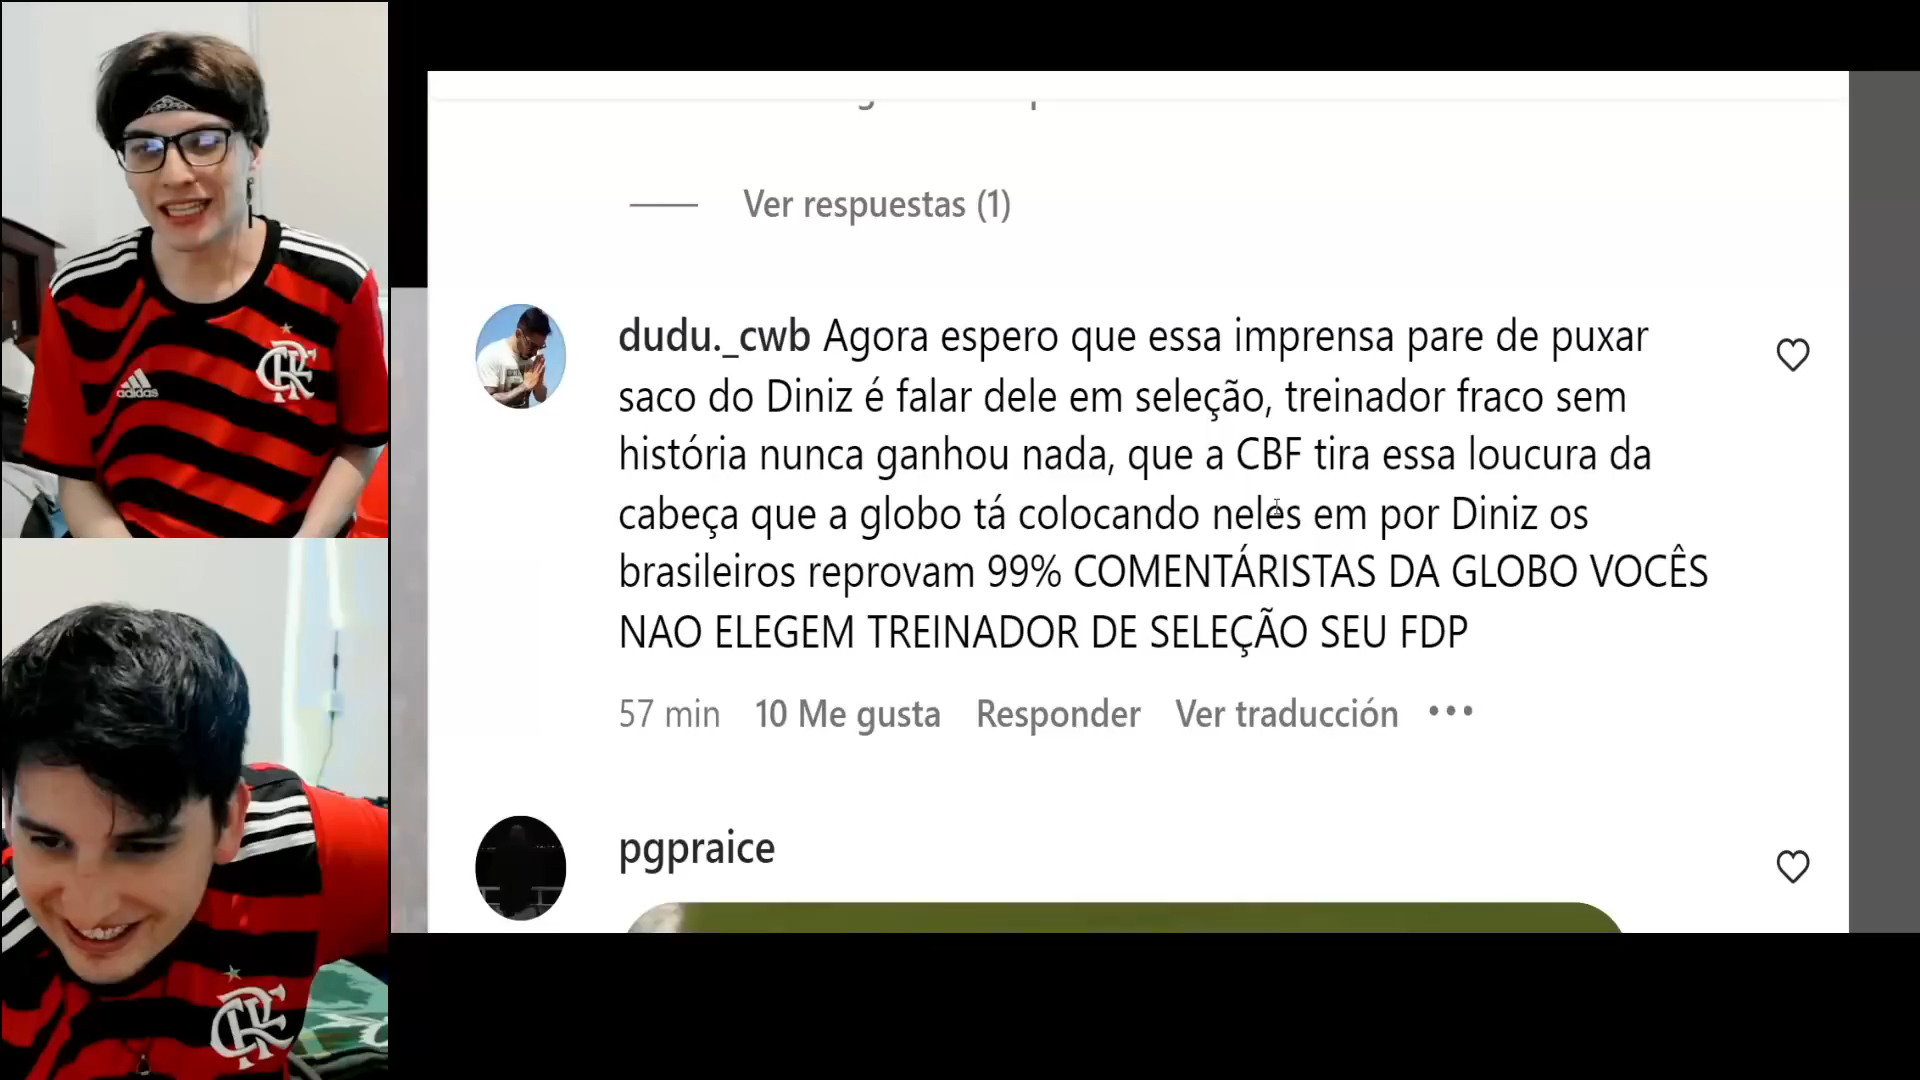 Ver respuestas (1)
dudu._cwb Agora espero que essa imprensa pare de puxar
saco do Diniz é falar dele em seleção, treinador fraco sem
história nunca ganhou nada, que a CBF tira essa loucura da
cabeça que a globo tá colocando neles em por Diniz os
brasileiros reprovam 99% COMENTÁRISTAS DA GLOBO VOCÊS
NAO ELEGEM TREINADOR DE SELEÇÃO SEU FDP
57 min 10 Me gusta Responder Ver traducción
pgpraice
adidas
CRF
CRF